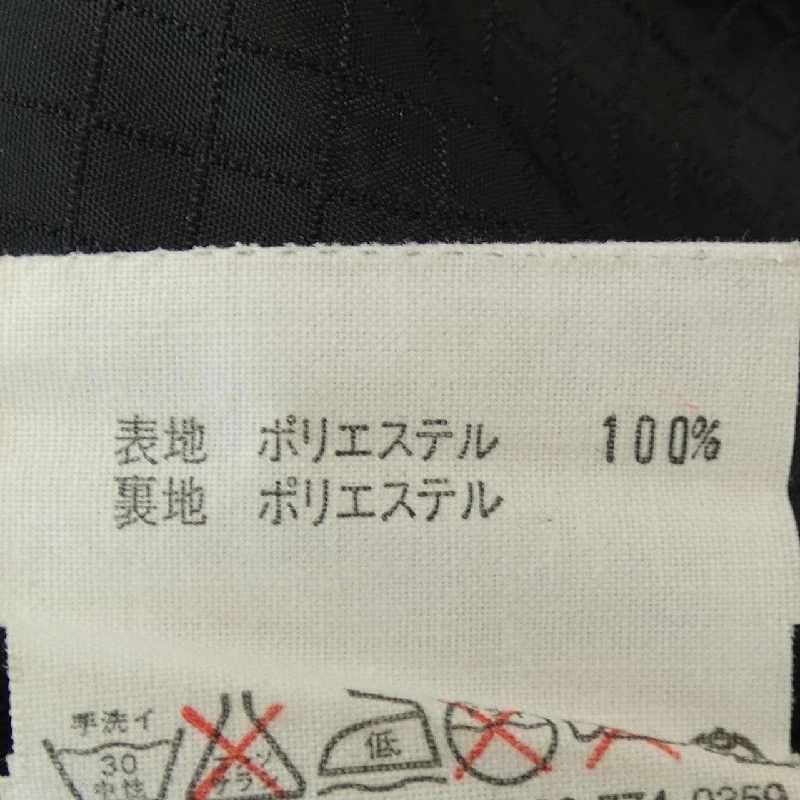 表地 ポリエステル 100%
裏地 ポリエステル
手洗イ
30
中性
低
0259